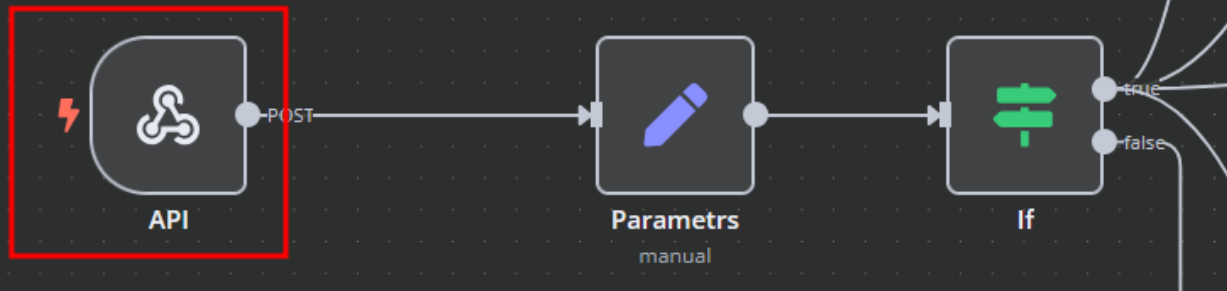 POST
true
false
API
Parametrs
If
manual